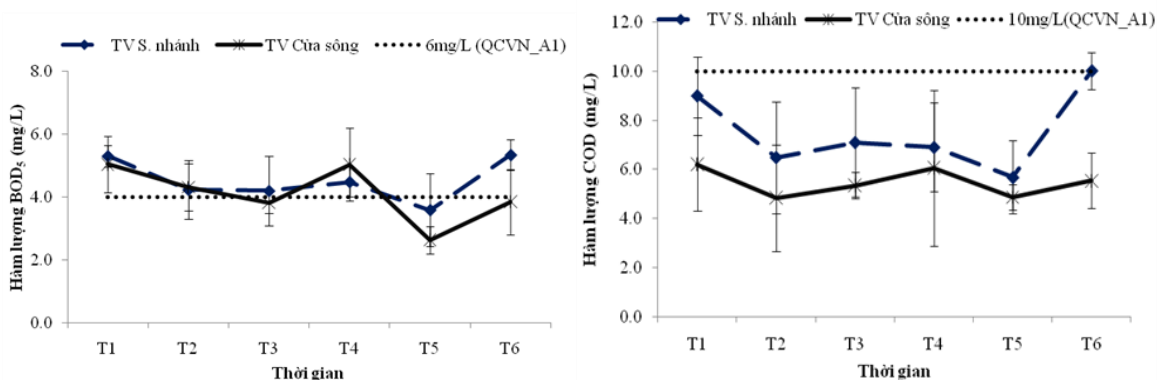 TV S. nhánh TV Cửa sông 6mg/L (QCVN_A1)
Hàm lượng BOD₅ (mg/L)
8.0
6.0
4.0
2.0
0.0
T1 T2 T3 T4 T5 T6
Thời gian
TV S. nhánh TV Cửa sông 10mg/L(QCVN_A1)
Hàm lượng COD (mg/L)
12.0
10.0
8.0
6.0
4.0
2.0
0.0
T1 T2 T3 T4 T5 T6
Thời gian